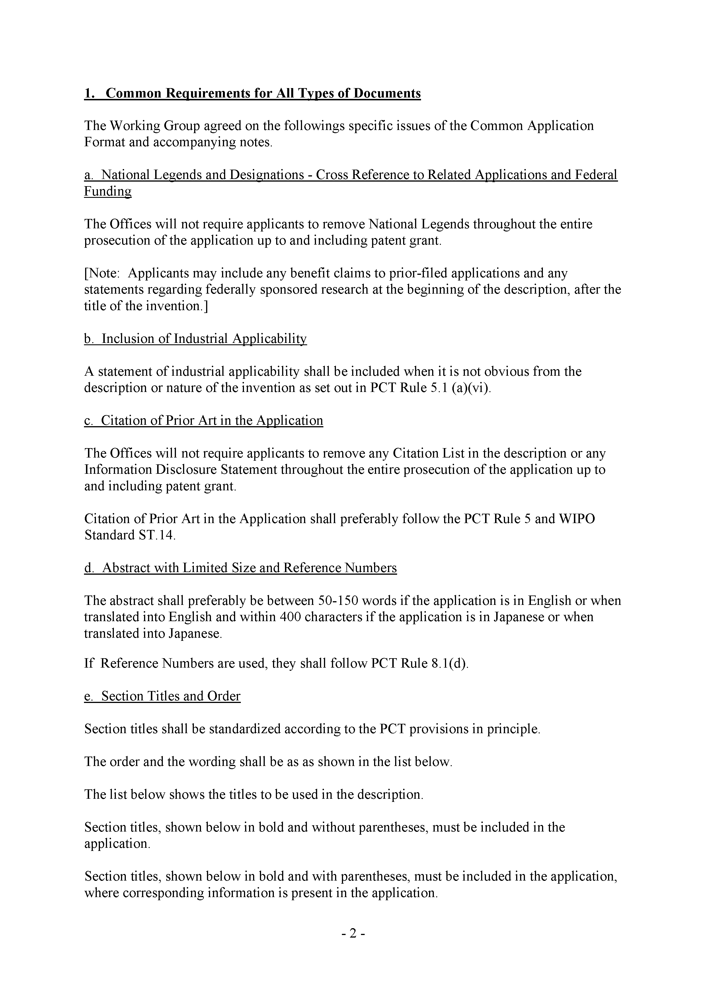 1. Common Requirements for All Types of Documents
The Working Group agreed on the followings specific issues of the Common Application
Format and accompanying notes.
a. National Legends and Designations - Cross Reference to Related Applications and Federal
Funding
The Offices will not require applicants to remove National Legends throughout the entire
prosecution of the application up to and including patent grant.
[Note: Applicants may include any benefit claims to prior-filed applications and any
statements regarding federally sponsored research at the beginning of the description, after the
title of the invention.]
b. Inclusion of Industrial Applicability
A statement of industrial applicability shall be included when it is not obvious from the
description or nature of the invention as set out in PCT Rule 5.1 (a)(vi).
c. Citation of Prior Art in the Application
The Offices will not require applicants to remove any Citation List in the description or any
Information Disclosure Statement throughout the entire prosecution of the application up to
and including patent grant.
Citation of Prior Art in the Application shall preferably follow the PCT Rule 5 and WIPO
Standard ST.14.
d. Abstract with Limited Size and Reference Numbers
The abstract shall preferably be between 50-150 words if the application is in English or when
translated into English and within 400 characters if the application is in Japanese or when
translated into Japanese.
If Reference Numbers are used, they shall follow PCT Rule 8.1(d).
e. Section Titles and Order
Section titles shall be standardized according to the PCT provisions in principle.
The order and the wording shall be as as shown in the list below.
The list below shows the titles to be used in the description.
Section titles, shown below in bold and without parentheses, must be included in the
application.
Section titles, shown below in bold and with parentheses, must be included in the application,
where corresponding information is present in the application.
- 2 -